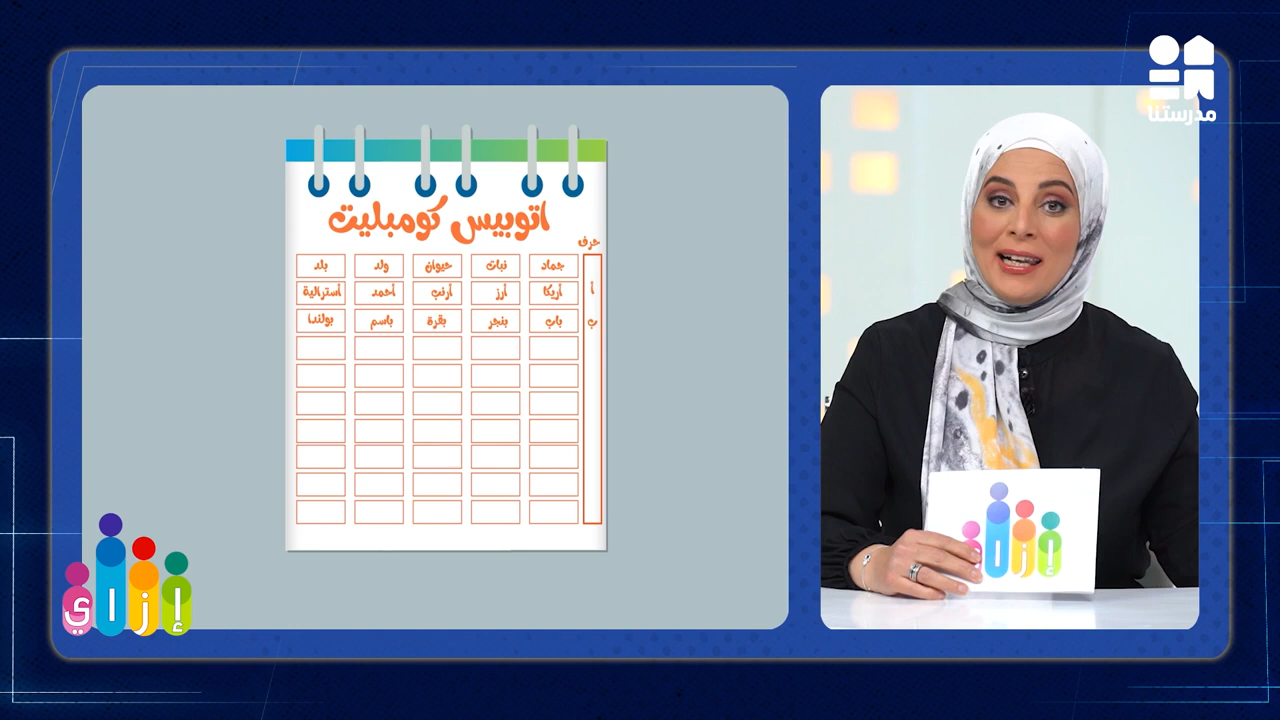 مدرستنا
اتوبيس كومبليت
حرف
جماد نبات حيوان ولد بلد
أ أريكا أرز أرنب أحمد أسترالية
ب باب بنجر بقرة باسم بولندا
إزاي
إزاي